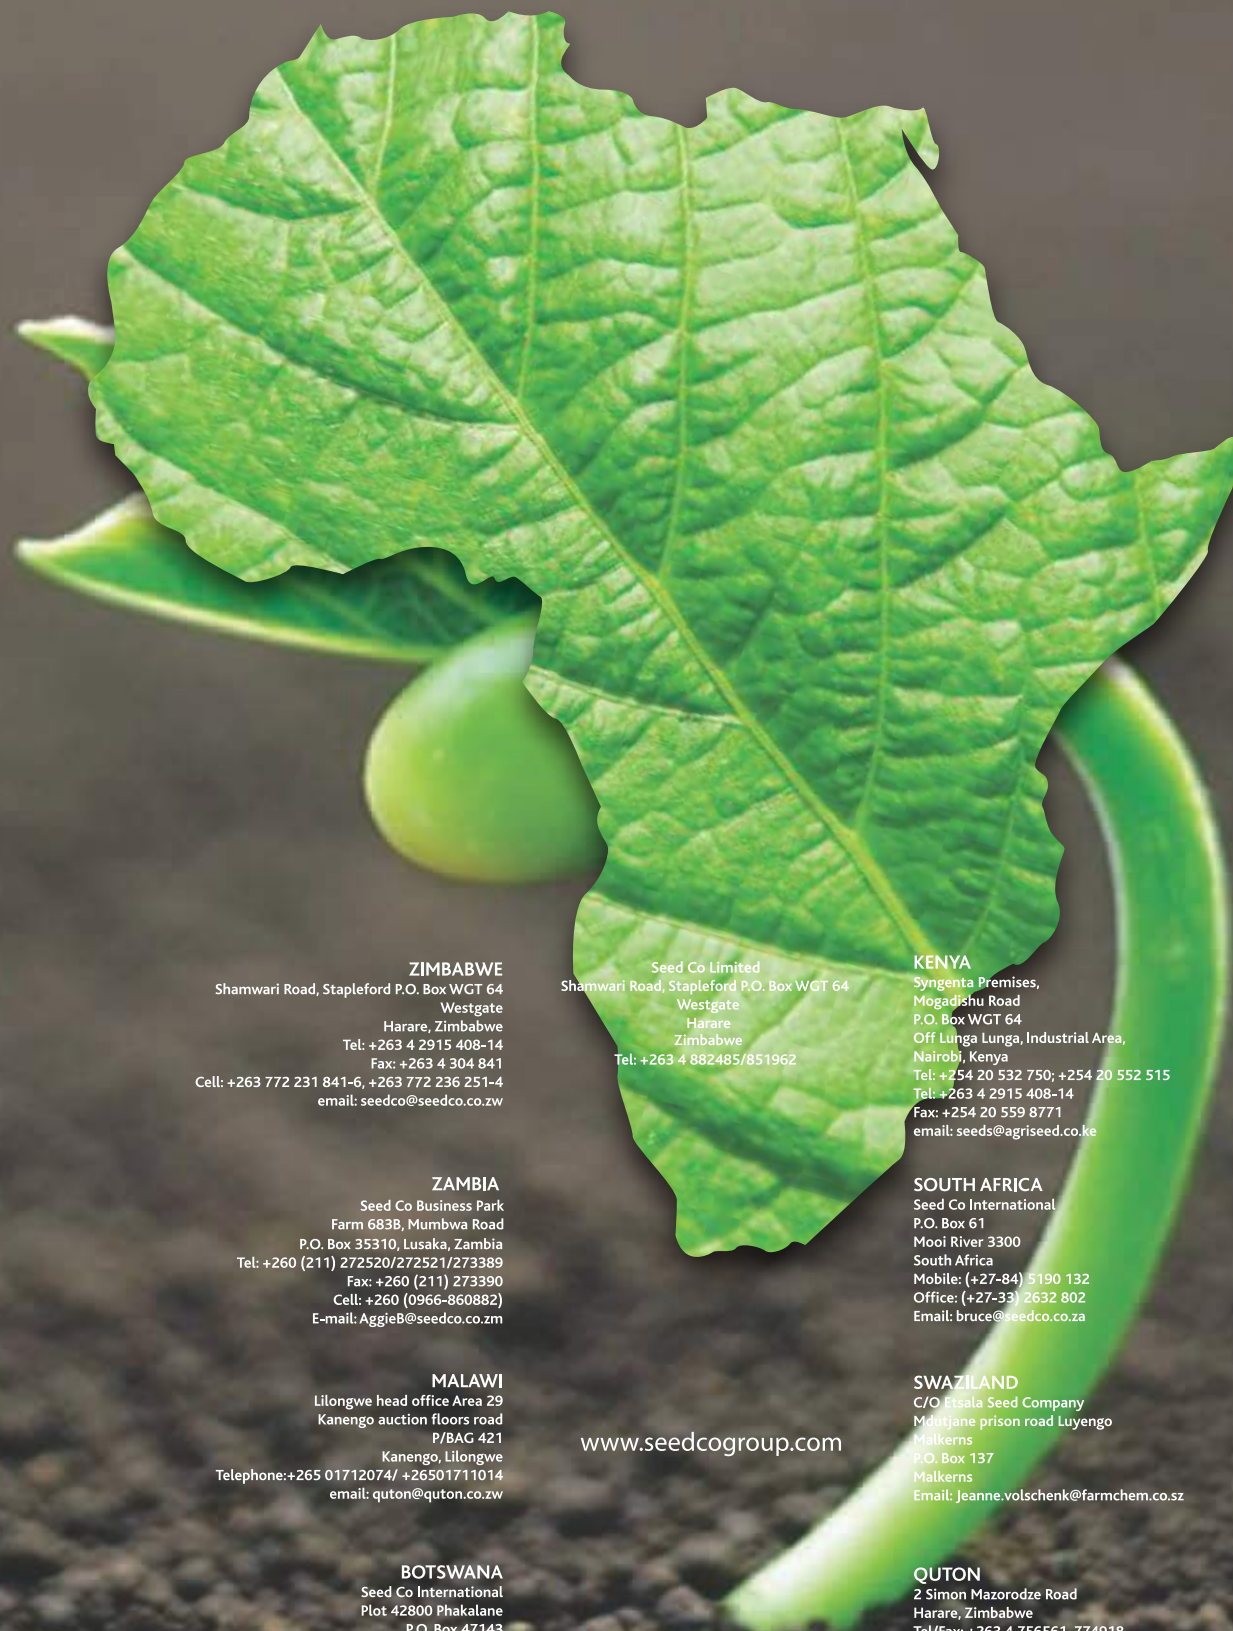 ZIMBABWE
Shamwari Road, Stapleford P.O. Box WGT 64
Westgate
Harare, Zimbabwe
Tel: +263 4 2915 408-14
Fax: +263 4 304 841
Cell: +263 772 231 841-6, +263 772 236 251-4
email: seedco@seedco.co.zw
ZAMBIA
Seed Co Business Park
Farm 683B, Mumbwa Road
P.O. Box 35310, Lusaka, Zambia
Tel: +260 (211) 272520/272521/273389
Fax: +260 (211) 273390
Cell: +260 (0966-860882)
E-mail: AggieB@seedco.co.zm
MALAWI
Lilongwe head office Area 29
Kanengo auction floors road
P/BAG 421
Kanengo, Lilongwe
Telephone:+265 01712074/ +26501711014
email: quton@quton.co.zw
BOTSWANA
Seed Co International
Plot 42800 Phakalane
P.O. Box 47143
Seed Co Limited
Shamwari Road, Stapleford P.O. Box WGT 64
Westgate
Harare
Zimbabwe
Tel: +263 4 882485/851962
www.seedcogroup.com
KENYA
Syngenta Premises,
Mogadishu Road
P.O. Box WGT 64
Off Lunga Lunga, Industrial Area,
Nairobi, Kenya
Tel: +254 20 532 750; +254 20 552 515
Tel: +263 4 2915 408-14
Fax: +254 20 559 8771
email: seeds@agriseed.co.ke
SOUTH AFRICA
Seed Co International
P.O. Box 61
Mooi River 3300
South Africa
Mobile: (+27-84) 5190 132
Office: (+27-33) 2632 802
Email: bruce@seedco.co.za
SWAZILAND
C/O Etsala Seed Company
Mdutjane prison road Luyengo
Malkerns
P.O. Box 137
Malkerns
Email: Jeanne.volschenk@farmchem.co.sz
QUTON
2 Simon Mazorodze Road
Harare, Zimbabwe
Tel/Fax: +263 4 756561, 774918